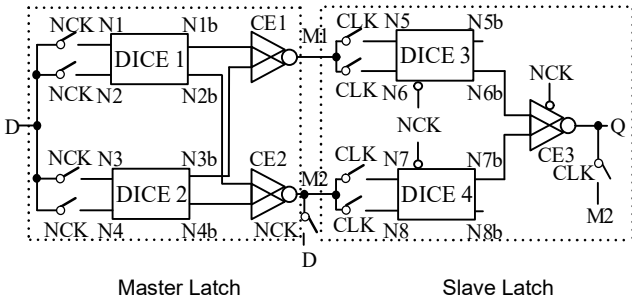 NCK N1 N1b CE1 M1 CLK N5 N5b
DICE 1 DICE 3
NCK N2 N2b CLK N6 N6b NCK
D NCK Q
NCK N3 N3b CE2 M2 CLK N7 N7b CE3 CLK
DICE 2 DICE 4 M2
NCK N4 N4b NCK CLK N8 N8b
D
Master Latch Slave Latch